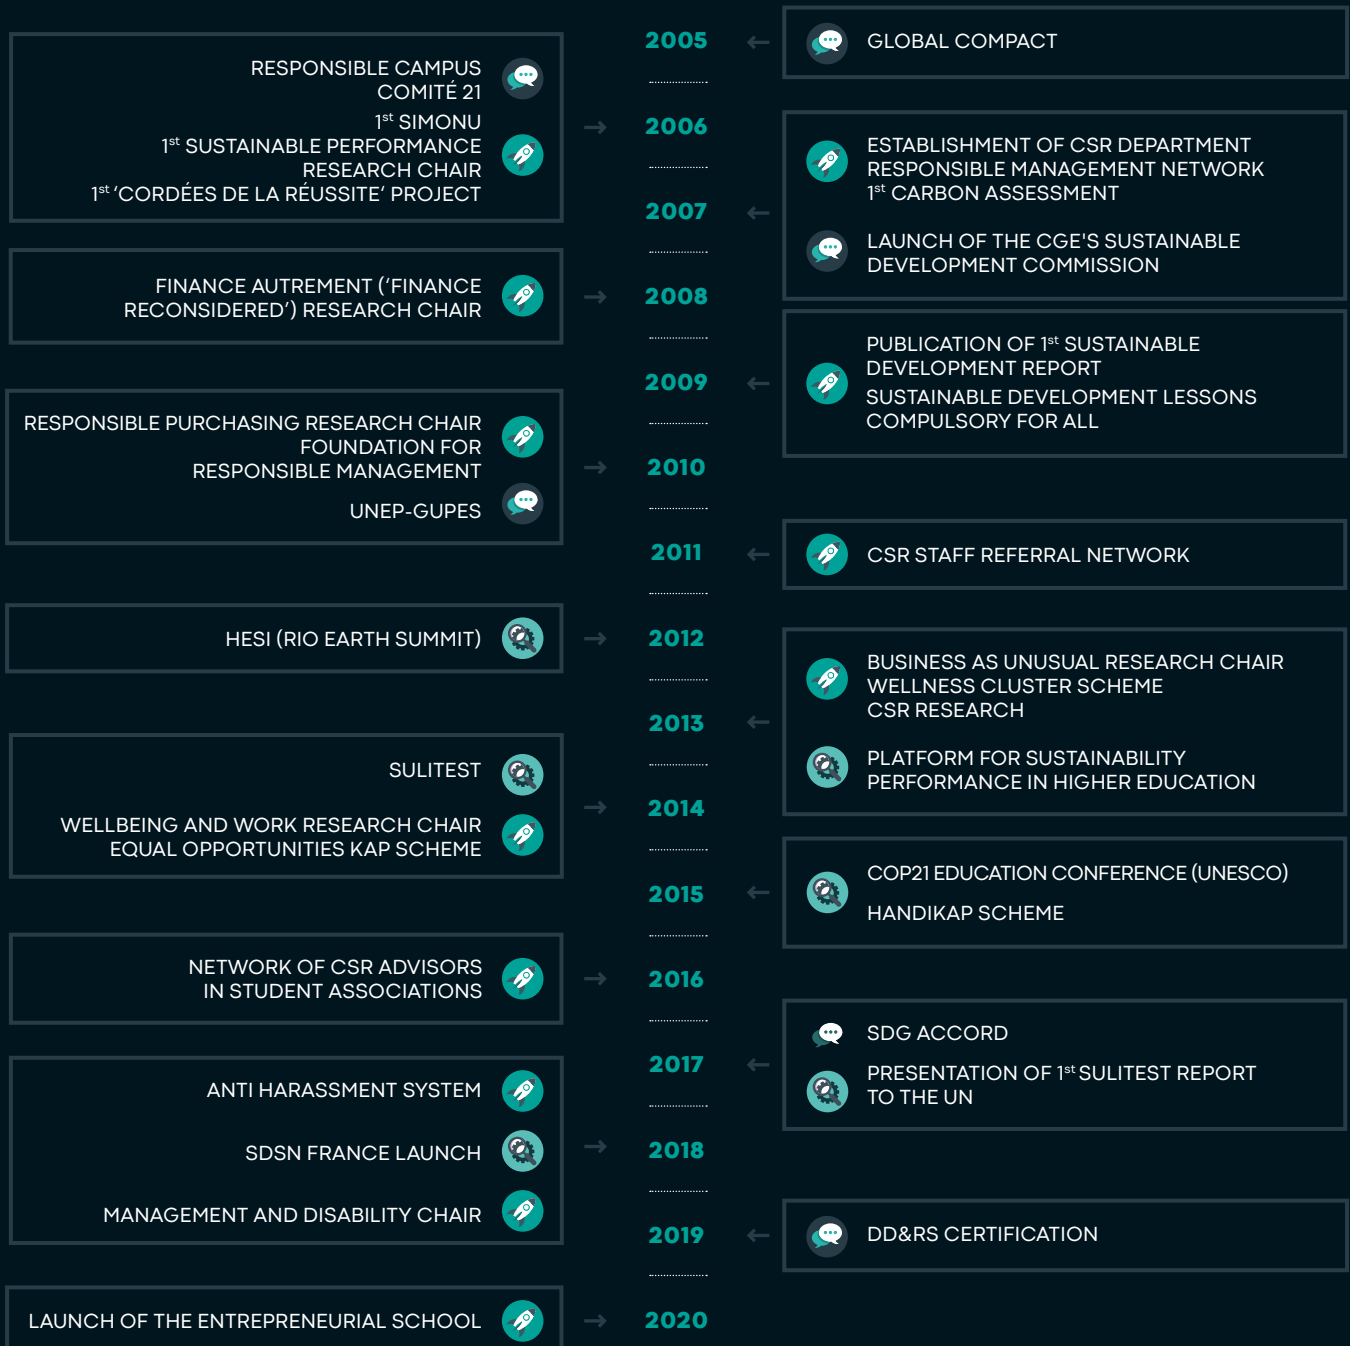 2005
GLOBAL COMPACT
RESPONSIBLE CAMPUS
COMITÉ 21
1st SIMONU
1st SUSTAINABLE PERFORMANCE
RESEARCH CHAIR
1st ‘CORDÉES DE LA RÉUSSITE‘ PROJECT
2006
2007
ESTABLISHMENT OF CSR DEPARTMENT
RESPONSIBLE MANAGEMENT NETWORK
1st CARBON ASSESSMENT
LAUNCH OF THE CGE'S SUSTAINABLE
DEVELOPMENT COMMISSION
FINANCE AUTREMENT (‘FINANCE
RECONSIDERED’) RESEARCH CHAIR
2008
2009
PUBLICATION OF 1st SUSTAINABLE
DEVELOPMENT REPORT
SUSTAINABLE DEVELOPMENT LESSONS
COMPULSORY FOR ALL
RESPONSIBLE PURCHASING RESEARCH CHAIR
FOUNDATION FOR
RESPONSIBLE MANAGEMENT
UNEP-GUPES
2010
2011
CSR STAFF REFERRAL NETWORK
HESI (RIO EARTH SUMMIT)
2012
2013
BUSINESS AS UNUSUAL RESEARCH CHAIR
WELLNESS CLUSTER SCHEME
CSR RESEARCH
PLATFORM FOR SUSTAINABILITY
PERFORMANCE IN HIGHER EDUCATION
SULITEST
WELLBEING AND WORK RESEARCH CHAIR
EQUAL OPPORTUNITIES KAP SCHEME
2014
2015
COP21 EDUCATION CONFERENCE (UNESCO)
HANDIKAP SCHEME
NETWORK OF CSR ADVISORS
IN STUDENT ASSOCIATIONS
2016
2017
SDG ACCORD
PRESENTATION OF 1st SULITEST REPORT
TO THE UN
ANTI HARASSMENT SYSTEM
SDSN FRANCE LAUNCH
MANAGEMENT AND DISABILITY CHAIR
2018
2019
DD&RS CERTIFICATION
LAUNCH OF THE ENTREPRENEURIAL SCHOOL
2020